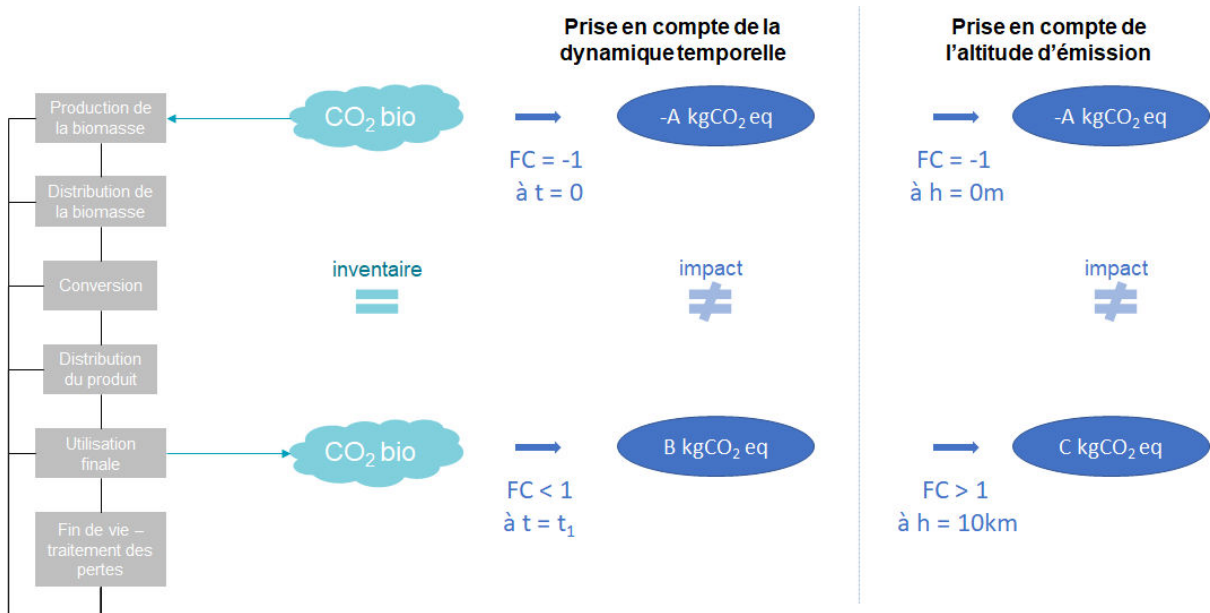 Prise en compte de la
dynamique temporelle
Prise en compte de
l'altitude d'émission
Production de
la biomasse
CO₂ bio
-A kgCO₂ eq
-A kgCO₂ eq
FC = -1
à t = 0
FC = -1
à h = 0m
Distribution de
la biomasse
Conversion
inventaire
=
impact
≠
impact
≠
Distribution
du produit
Utilisation
finale
CO₂ bio
B kgCO₂ eq
C kgCO₂ eq
FC < 1
à t = t₁
FC > 1
à h = 10km
Fin de vie –
traitement des
pertes